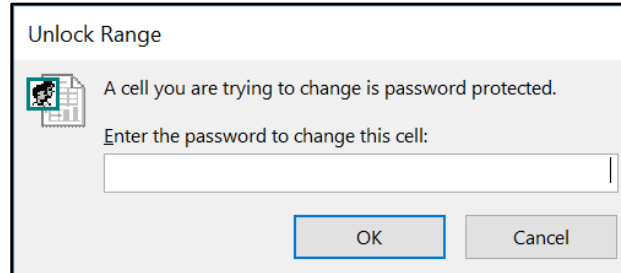 Unlock Range
A cell you are trying to change is password protected.
Enter the password to change this cell:
OK
Cancel